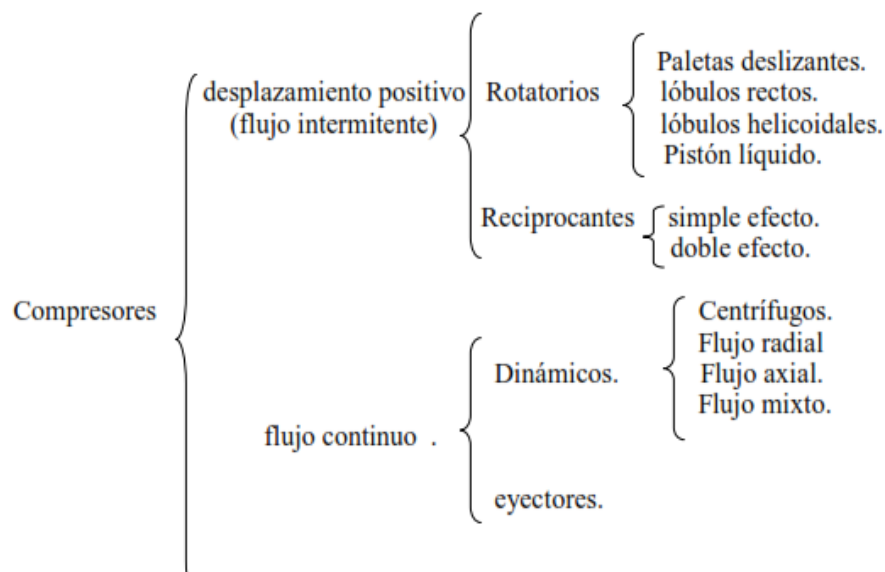 Compresores
desplazamiento positivo
(flujo intermitente)
Rotatorios
Paletas deslizantes.
lóbulos rectos.
lóbulos helicoidales.
Pistón líquido.
Reciprocantes
simple efecto.
doble efecto.
flujo continuo .
Dinámicos.
Centrífugos.
Flujo radial
Flujo axial.
Flujo mixto.
eyectores.